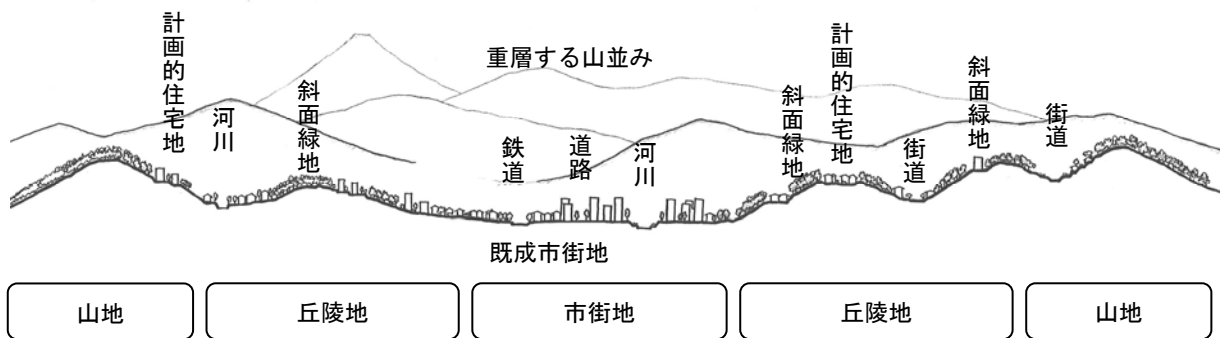 計画的住宅地
河川
斜面緑地
重層する山並み
鉄道
道路
河川
斜面緑地
計画的住宅地
街道
斜面緑地
街道
既成市街地
山地
丘陵地
市街地
丘陵地
山地